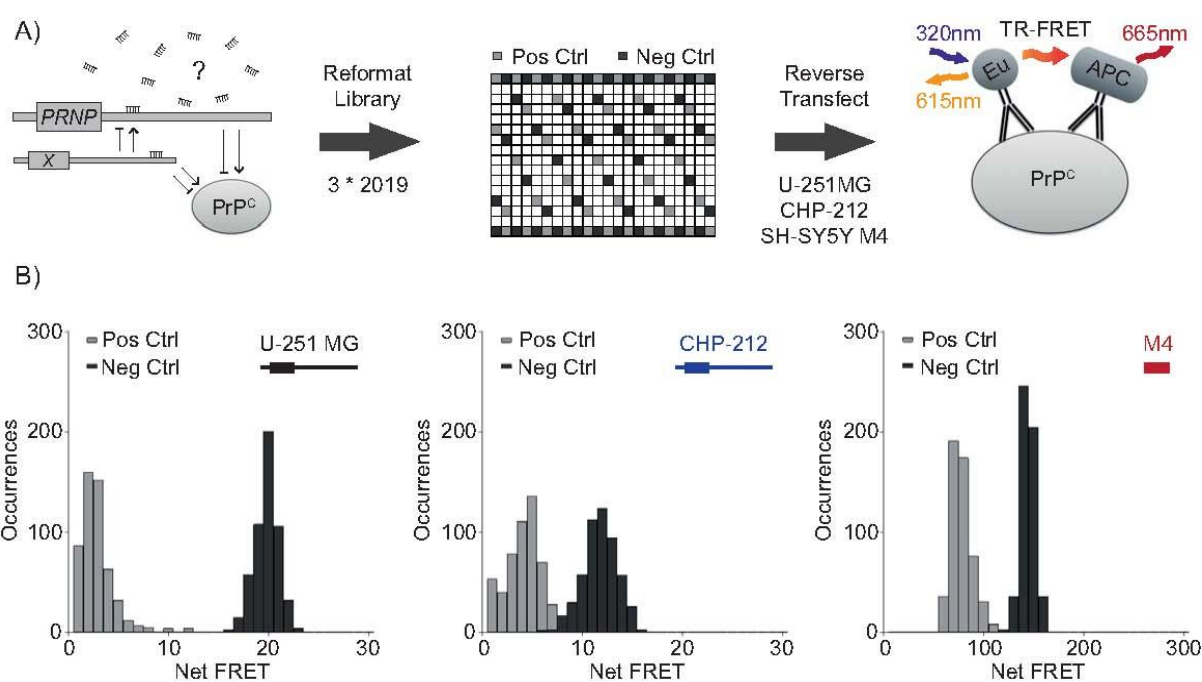 A)
?
PRNP
X
PrPC
Reformat
Library
3 * 2019
Pos Ctrl Neg Ctrl
Reverse
Transfect
U-251MG
CHP-212
SH-SY5Y M4
320nm TR-FRET 665nm
Eu APC
615nm
PrPC
B)
300
200
100
0
Occurrences
Pos Ctrl
Neg Ctrl
U-251 MG
0 10 20 30
Net FRET
300
200
100
0
Occurrences
Pos Ctrl
Neg Ctrl
CHP-212
0 10 20 30
Net FRET
300
200
100
0
Occurrences
Pos Ctrl
Neg Ctrl
M4
0 100 200
Net FRET